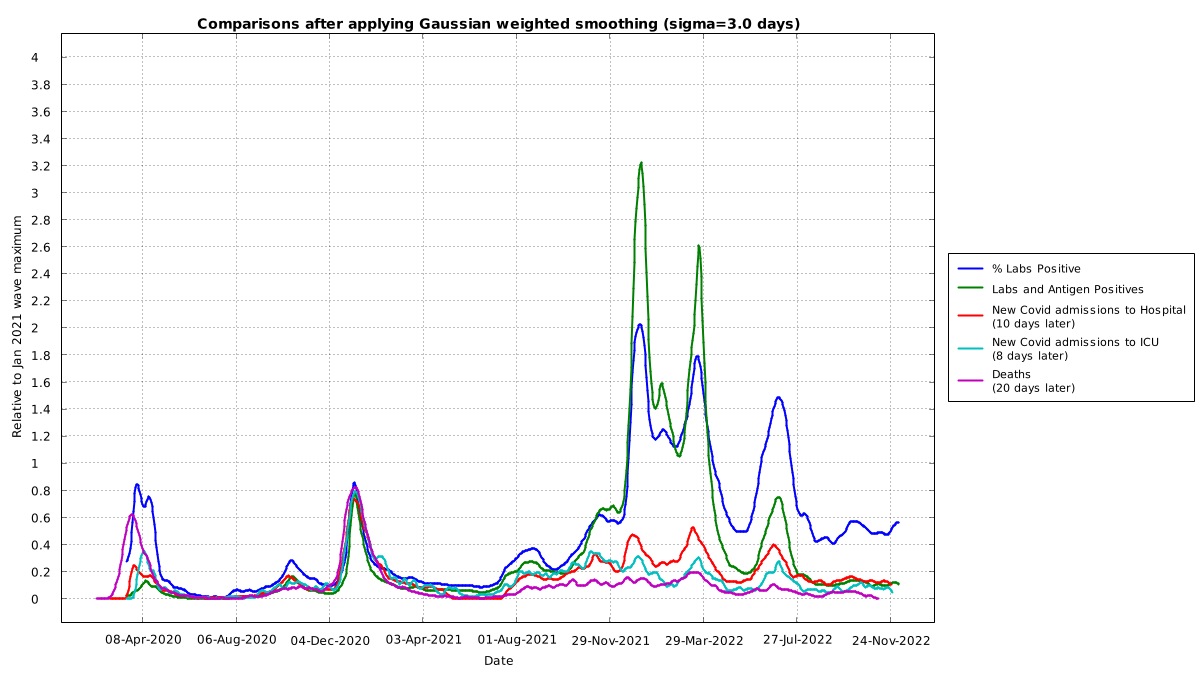 Comparisons after applying Gaussian weighted smoothing (sigma=3.0 days)
4
3.8
3.6
3.4
3.2
3
2.8
2.6
2.4
2.2
2
1.8
1.6
1.4
1.2
1
0.8
0.6
0.4
0.2
0
Relative to Jan 2021 wave maximum
08-Apr-2020
06-Aug-2020
04-Dec-2020
03-Apr-2021
01-Aug-2021
29-Nov-2021
29-Mar-2022
27-Jul-2022
24-Nov-2022
Date
% Labs Positive
Labs and Antigen Positives
New Covid admissions to Hospital
(10 days later)
New Covid admissions to ICU
(8 days later)
Deaths
(20 days later)